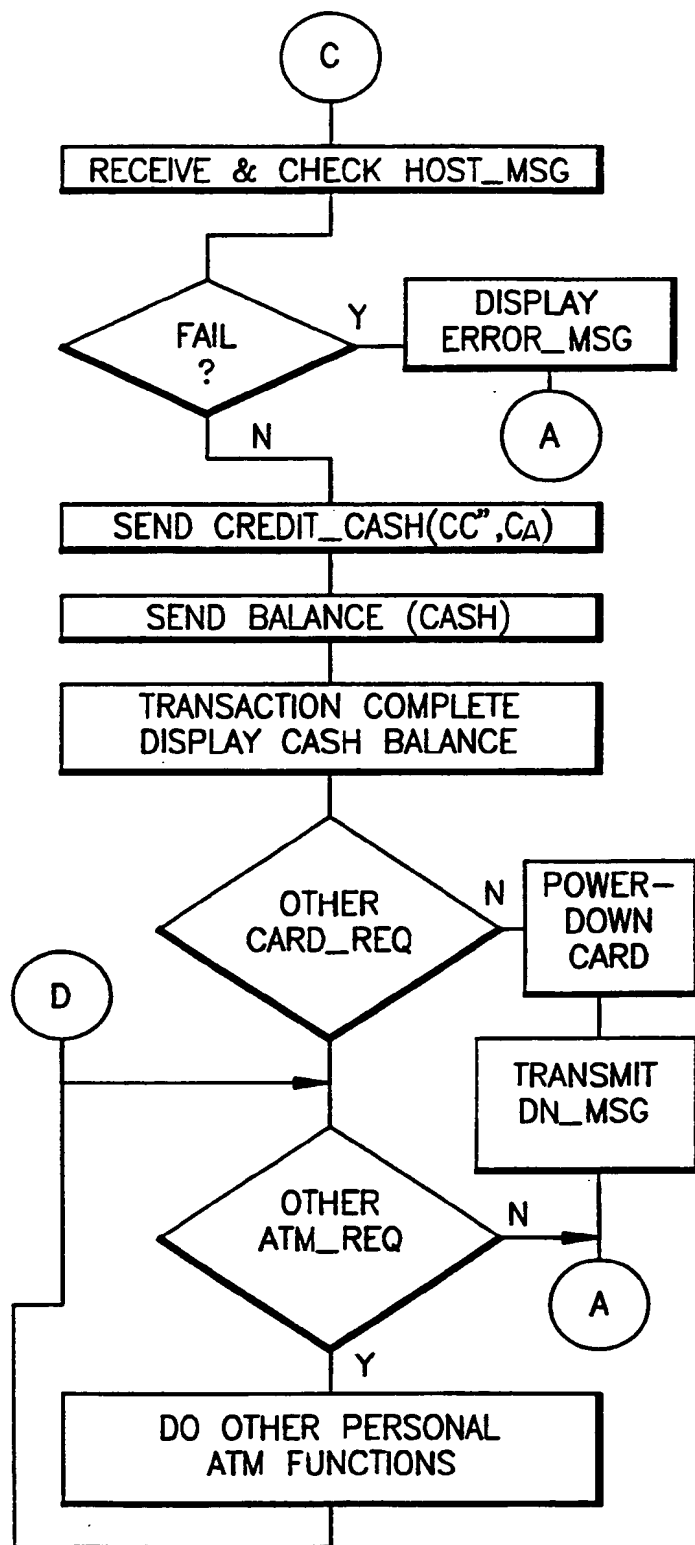 C
RECEIVE & CHECK HOST_MSG
FAIL
?
Y
DISPLAY
ERROR_MSG
A
N
SEND CREDIT_CASH(CC",CΔ)
SEND BALANCE (CASH)
TRANSACTION COMPLETE
DISPLAY CASH BALANCE
OTHER
CARD_REQ
N
POWER-
DOWN
CARD
D
TRANSMIT
DN_MSG
OTHER
ATM_REQ
N
A
Y
DO OTHER PERSONAL
ATM FUNCTIONS